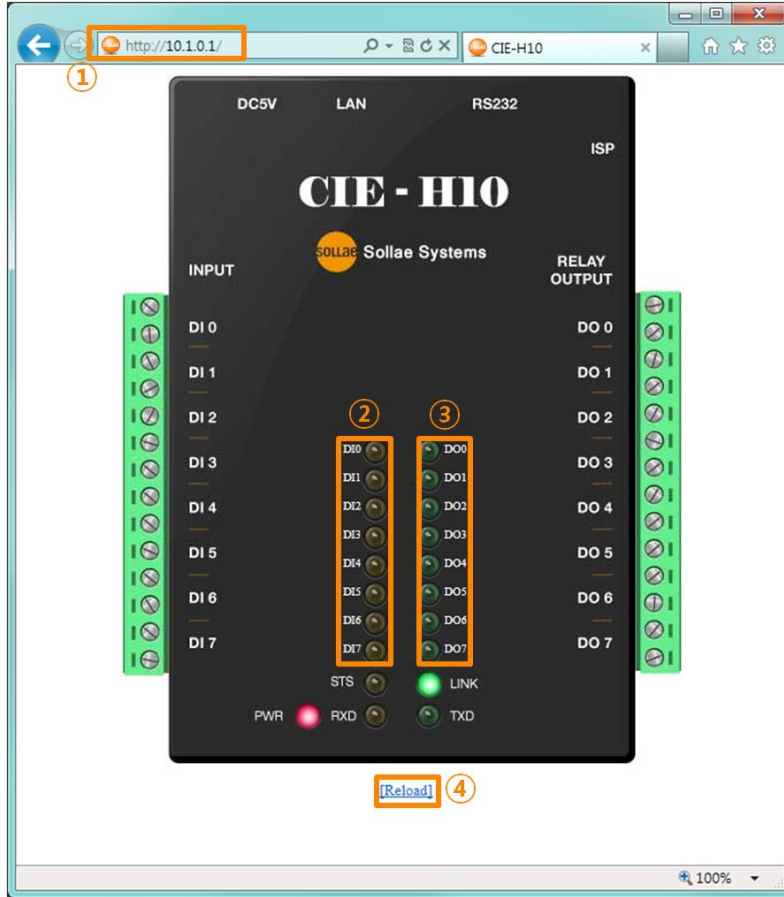 http://10.1.0.1/
CIE-H10
①
DC5V LAN RS232
ISP
CIE - H10
SOLLAE Sollae Systems
INPUT
RELAY
OUTPUT
DI 0 DO 0
DI 1 DO 1
DI 2 DO 2
DI 3 DO 3
DI 4 DO 4
DI 5 DO 5
DI 6 DO 6
DI 7 DO 7
② ③
DI0 DO0
DI1 DO1
DI2 DO2
DI3 DO3
DI4 DO4
DI5 DO5
DI6 DO6
DI7 DO7
STS LINK
PWR RXD TXD
[Reload] ④
100%